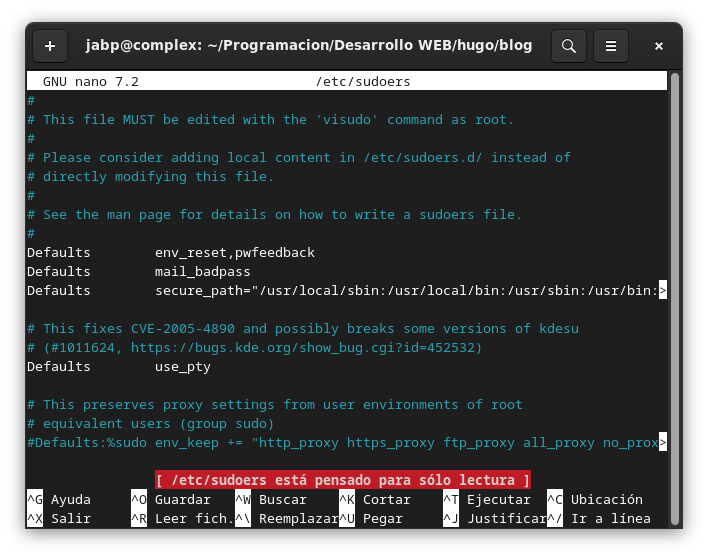 jabp@complex: ~/Programacion/Desarrollo WEB/hugo/blog
GNU nano 7.2 /etc/sudoers
#
# This file MUST be edited with the 'visudo' command as root.
#
# Please consider adding local content in /etc/sudoers.d/ instead of
# directly modifying this file.
#
# See the man page for details on how to write a sudoers file.
#
Defaults        env_reset,pwfeedback
Defaults        mail_badpass
Defaults        secure_path="/usr/local/sbin:/usr/local/bin:/usr/sbin:/usr/bin:>

# This fixes CVE-2005-4890 and possibly breaks some versions of kdesu
# (#1011624, https://bugs.kde.org/show_bug.cgi?id=452532)
Defaults        use_pty

# This preserves proxy settings from user environments of root
# equivalent users (group sudo)
#Defaults:%sudo env_keep += "http_proxy https_proxy ftp_proxy all_proxy no_prox>

[ /etc/sudoers está pensado para sólo lectura ]
^G Ayuda ^O Guardar ^W Buscar ^K Cortar ^T Ejecutar ^C Ubicación
^X Salir ^R Leer fich. ^\ Reemplazar ^U Pegar ^J Justificar ^/ Ir a línea